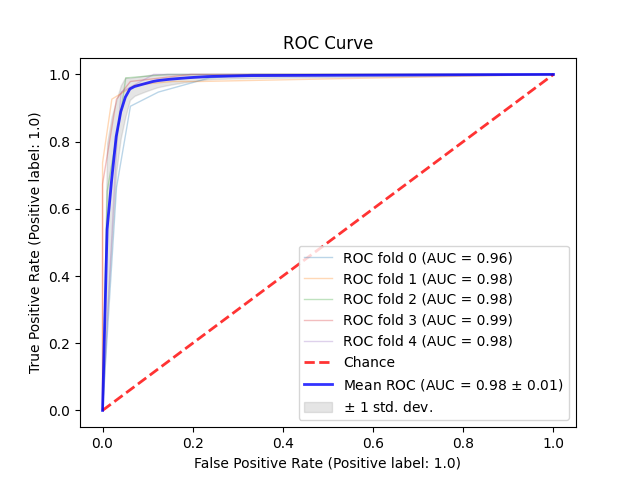 ROC Curve
1.0
0.8
0.6
0.4
0.2
0.0
True Positive Rate (Positive label: 1.0)
ROC fold 0 (AUC = 0.96)
ROC fold 1 (AUC = 0.98)
ROC fold 2 (AUC = 0.98)
ROC fold 3 (AUC = 0.99)
ROC fold 4 (AUC = 0.98)
Chance
Mean ROC (AUC = 0.98 ± 0.01)
± 1 std. dev.
0.0 0.2 0.4 0.6 0.8 1.0
False Positive Rate (Positive label: 1.0)